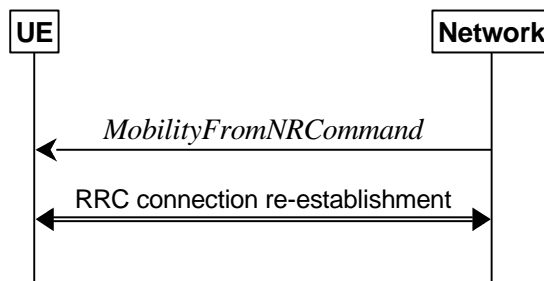 UE
Network
MobilityFromNRCommand
RRC connection re-establishment